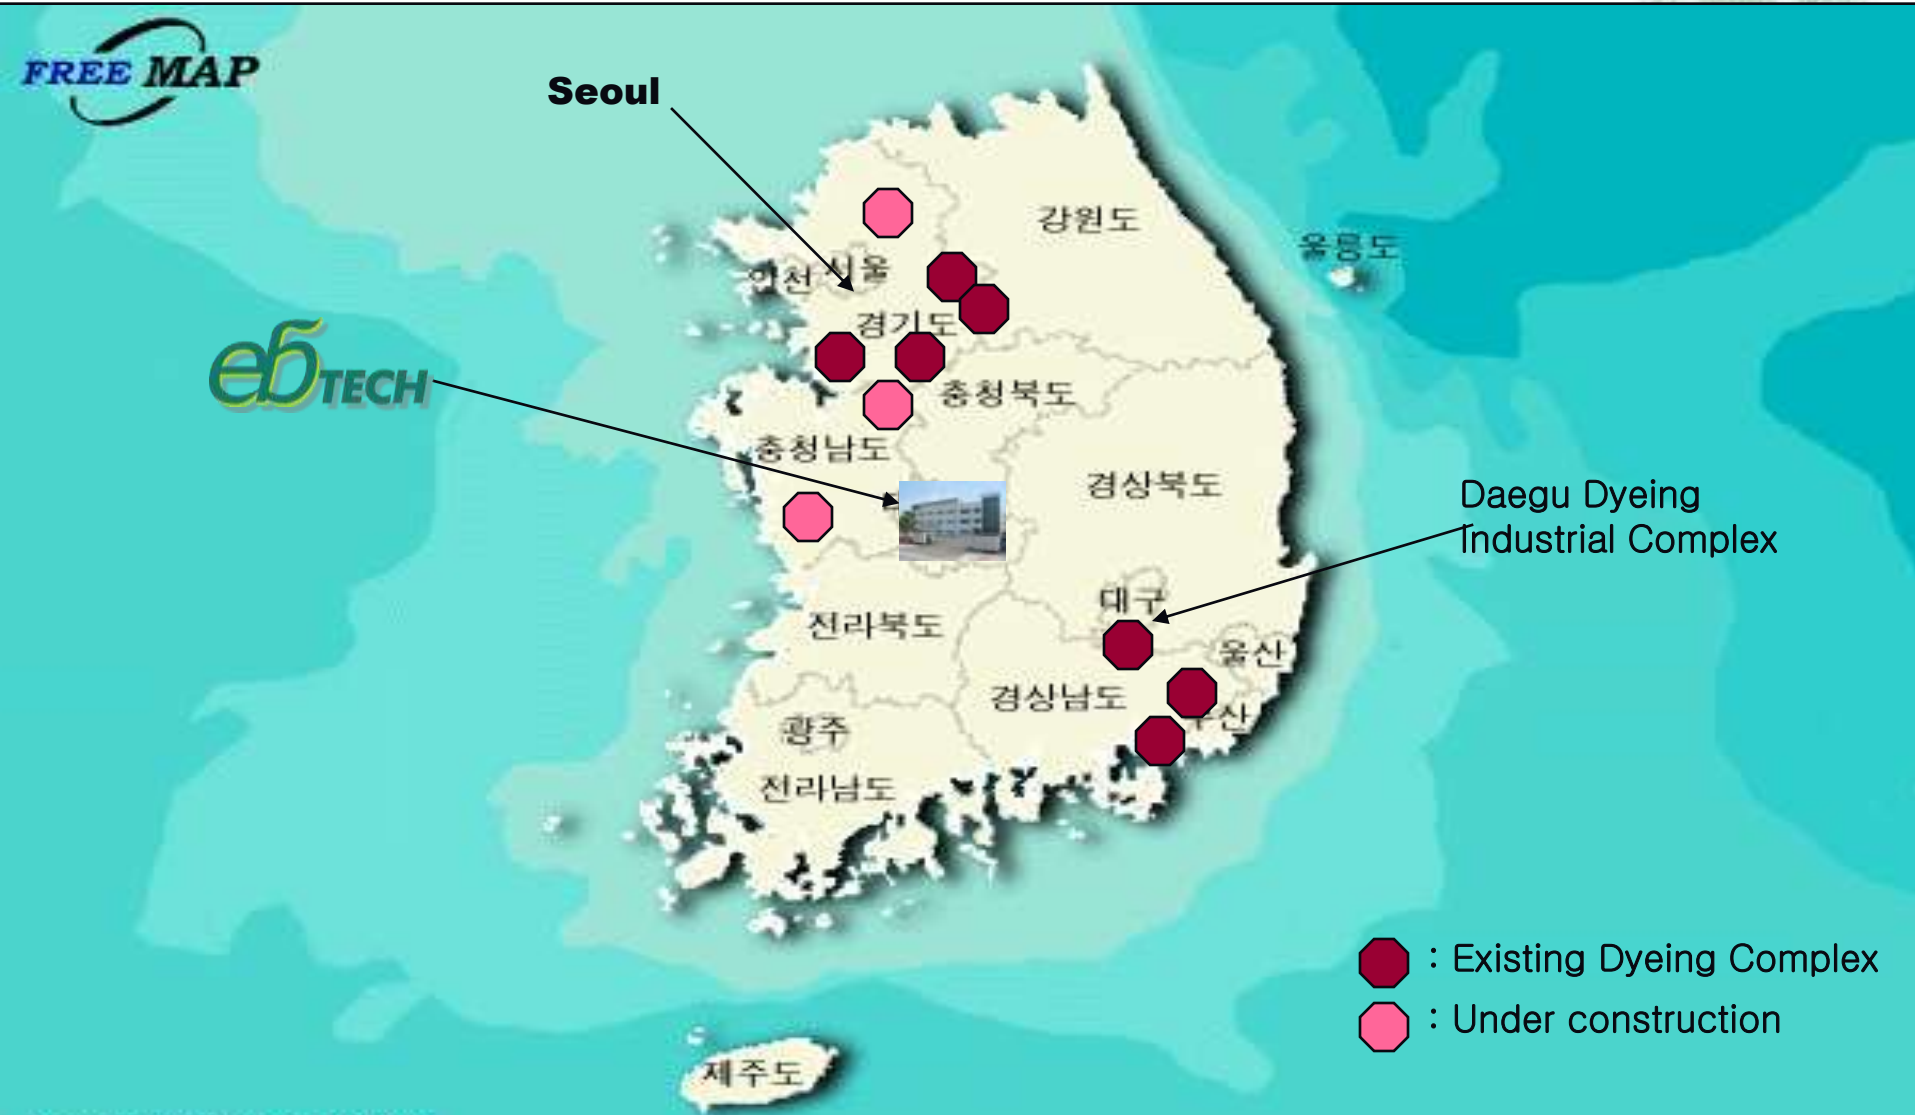 FREE MAP
Seoul
강원도
울릉도
인천
서울
경기도
eb TECH
충청북도
충청남도
경상북도
Daegu Dyeing
Industrial Complex
대구
전라북도
울산
경상남도
산
광주
전라남도
: Existing Dyeing Complex
: Under construction
제주도